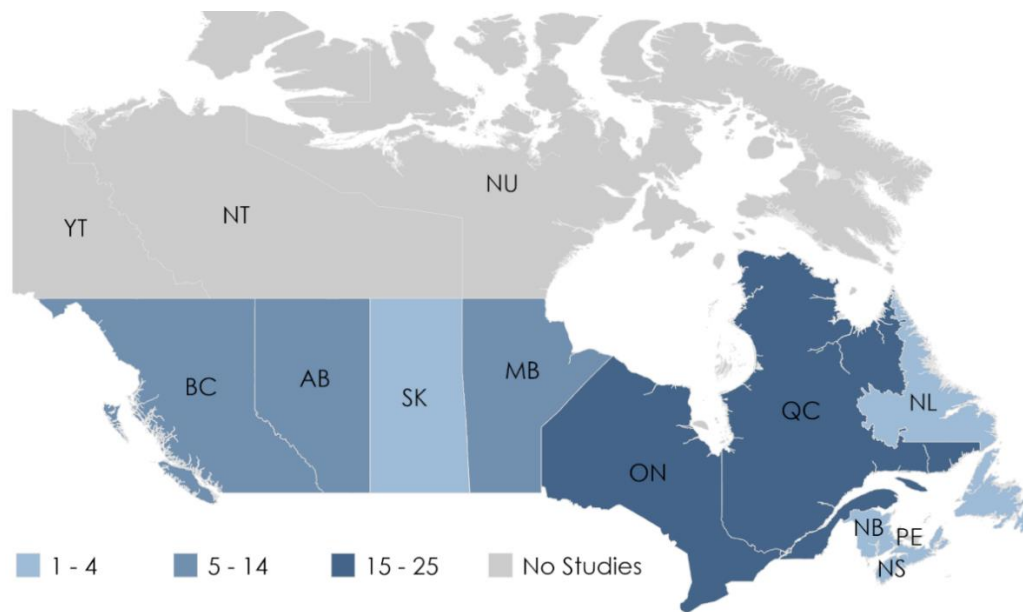 NU
NT
YT
BC
AB
SK
MB
ON
QC
NL
NB
PE
NS
1 - 4
5 - 14
15 - 25
No Studies